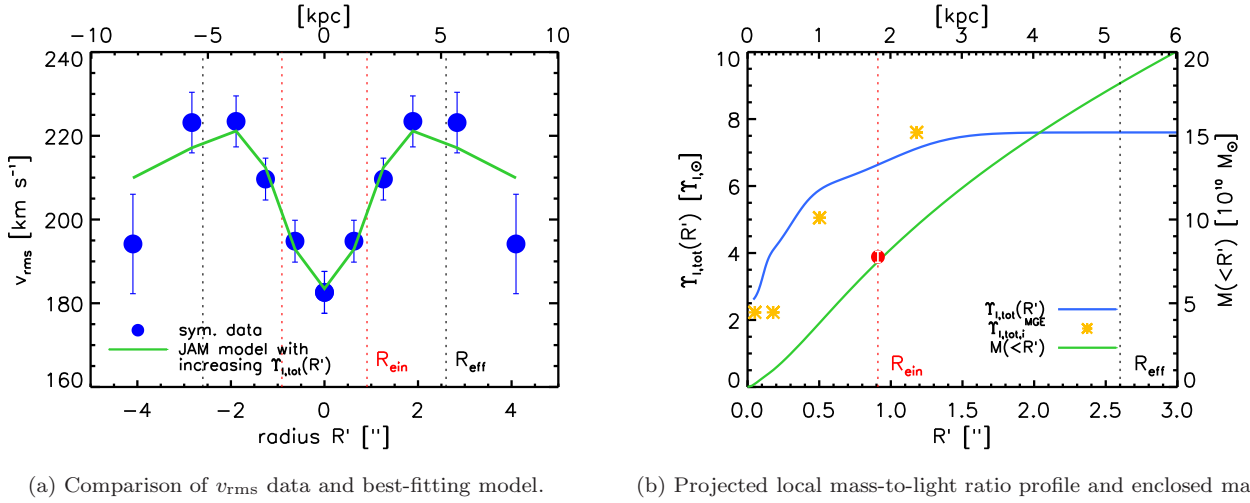 [kpc]
−10 −5 0 5 10
240
220
200
180
160
v_rms [km s⁻¹]
sym. data
JAM model with
increasing ϒ_I,tot(R')
R_ein
R_eff
−4 −2 0 2 4
radius R' ["]
(a) Comparison of v_rms data and best-fitting model.
[kpc]
0 1 2 3 4 5 6
10
8
6
4
2
0
ϒ_I,tot(R') [ϒ_I,⊙]
20
15
10
5
0
M(<R') [10¹⁰ M_⊙]
ϒ_I,tot(R')
ϒ_I,tot,i^MGE
M(<R')
R_ein
R_eff
0.0 0.5 1.0 1.5 2.0 2.5 3.0
R' ["]
(b) Projected local mass-to-light ratio profile and enclosed ma